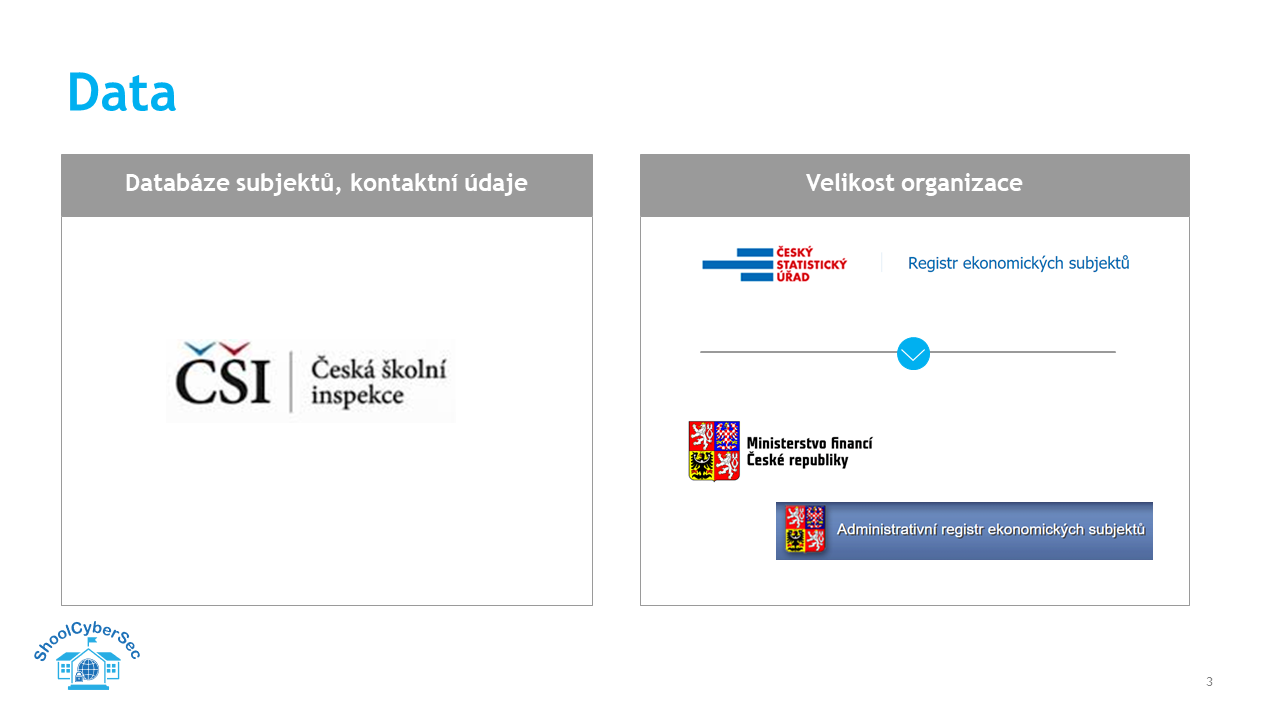 Data
Databáze subjektů, kontaktní údaje
ČŠI
Česká školní
inspekce
Velikost organizace
ČESKÝ
STATISTICKÝ
ÚŘAD
Registr ekonomických subjektů
Ministerstvo financí
České republiky
Administrativní registr ekonomických subjektů
ShoolCyberSec
3